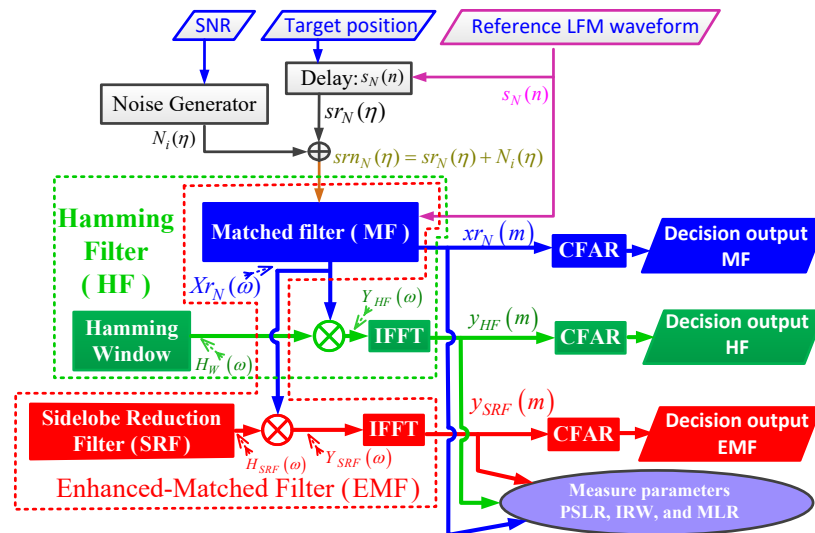 SNR
Target position
Reference LFM waveform
Delay: s_N(n)
s_N(n)
Noise Generator
sr_N(η)
N_i(η)
srn_N(η) = sr_N(η) + N_i(η)
Hamming
Filter
( HF )
Matched filter ( MF )
xr_N(m)
CFAR
Decision output
MF
Xr_N(ω)
Y_HF(ω)
Hamming
Window
H_W(ω)
IFFT
y_HF(m)
CFAR
Decision output
HF
Sidelobe Reduction
Filter (SRF)
H_SRF(ω)
Y_SRF(ω)
IFFT
y_SRF(m)
CFAR
Decision output
EMF
Enhanced-Matched Filter (EMF)
Measure parameters
PSLR, IRW, and MLR